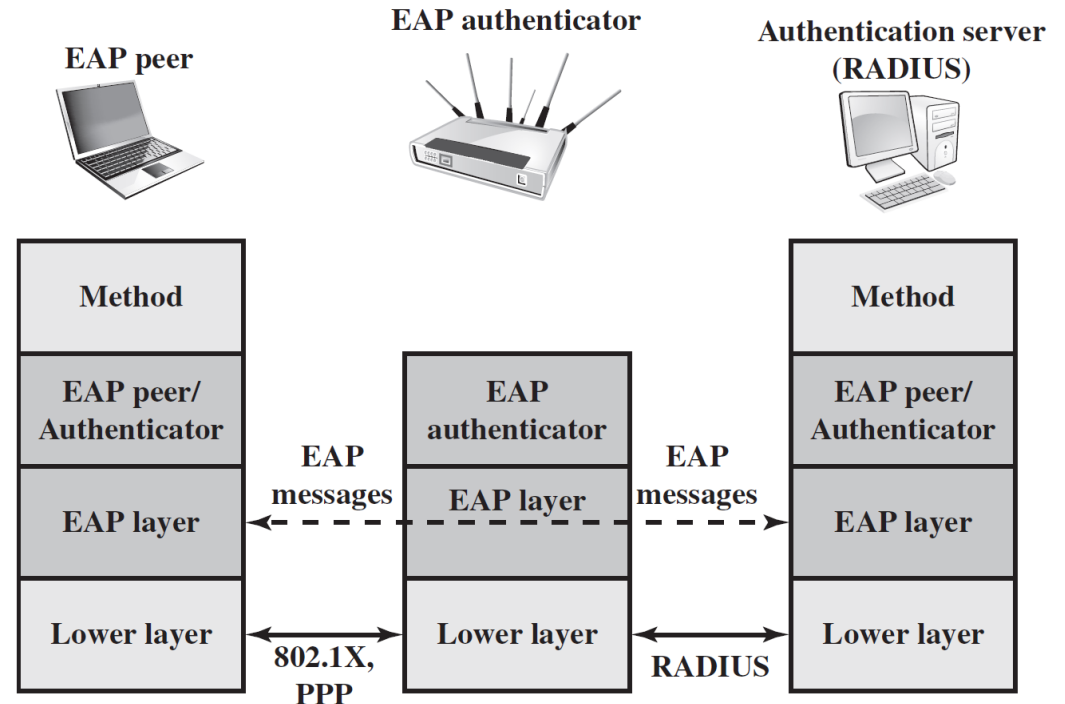 EAP peer
EAP authenticator
Authentication server
(RADIUS)
Method
EAP peer/
Authenticator
EAP layer
Lower layer
EAP
messages
802.1X,
PPP
EAP
authenticator
EAP layer
Lower layer
EAP
messages
RADIUS
Method
EAP peer/
Authenticator
EAP layer
Lower layer